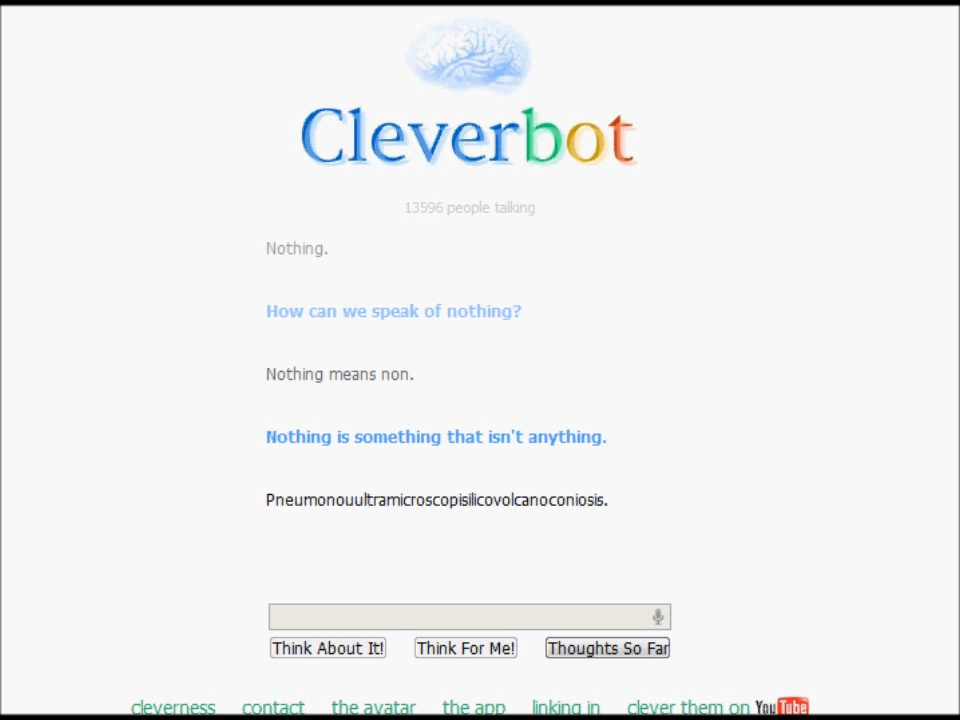 Cleverbot
13596 people talking
Nothing.
How can we speak of nothing?
Nothing means non.
Nothing is something that isn't anything.
Pneumonouultramicroscopisilicovolcanoconiosis.
Think About It! Think For Me! Thoughts So Far
cleverness contact the avatar the app linking in clever them on YouTube